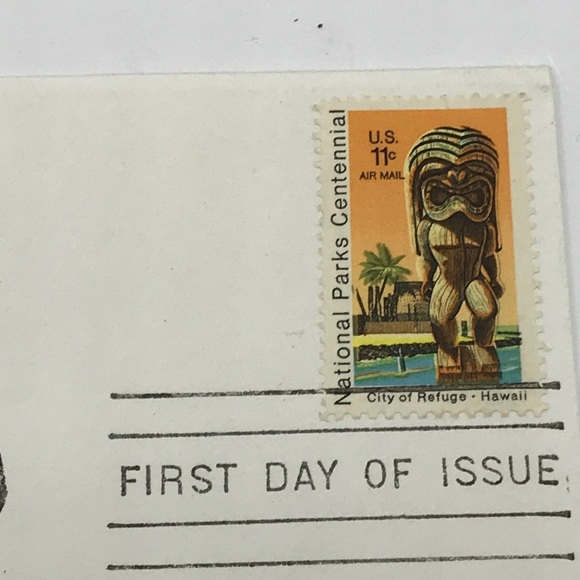 National Parks Centennial
U.S.
11c
AIR MAIL
City of Refuge · Hawaii
FIRST DAY OF ISSUE